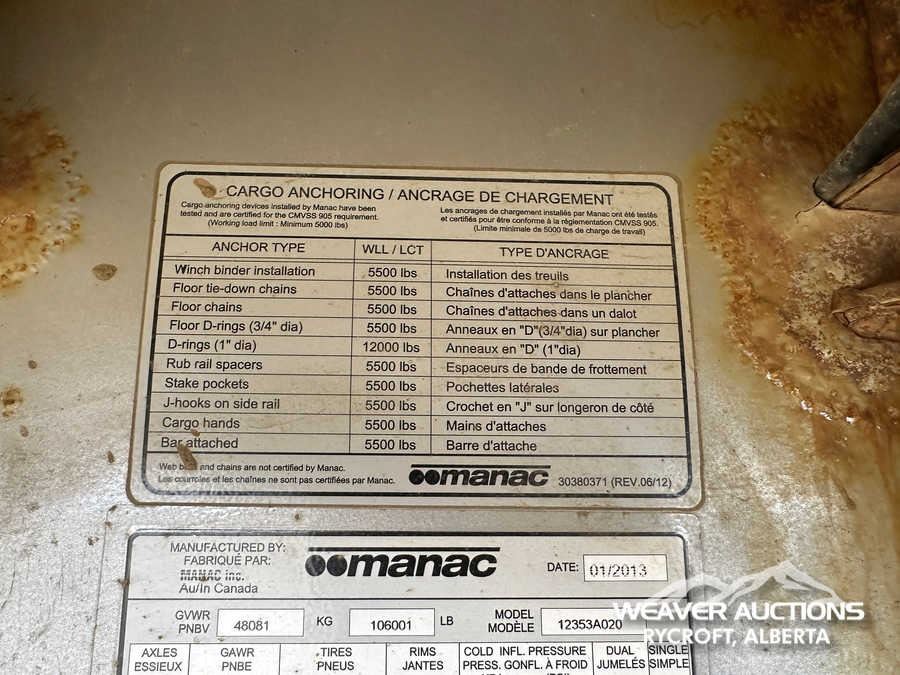 CARGO ANCHORING / ANCRAGE DE CHARGEMENT
Cargo anchoring devices installed by Manac have been
tested and are certified for the CMVSS 905 requirement.
(Working load limit : Minimum 5000 lbs)
Les ancrages de chargement installés par Manac ont été testés
et certifiés pour être conforme à la réglementation CMVSS 905.
(Limite minimale de 5000 lbs de charge de travail)
ANCHOR TYPE WLL / LCT TYPE D'ANCRAGE
Winch binder installation 5500 lbs Installation des treuils
Floor tie-down chains 5500 lbs Chaînes d'attaches dans le plancher
Floor chains 5500 lbs Chaînes d'attaches dans un dalot
Floor D-rings (3/4" dia) 5500 lbs Anneaux en "D"(3/4"dia) sur plancher
D-rings (1" dia) 12000 lbs Anneaux en "D" (1"dia)
Rub rail spacers 5500 lbs Espaceurs de bande de frottement
Stake pockets 5500 lbs Pochettes latérales
J-hooks on side rail 5500 lbs Crochet en "J" sur longeron de côté
Cargo hands 5500 lbs Mains d'attaches
Bar attached 5500 lbs Barre d'attache
Web and chains are not certified by Manac.
Les courroies et les chaînes ne sont pas certifiées par Manac.
manac 30380371 (REV.06/12)
MANUFACTURED BY:
FABRIQUÉ PAR:
MANAC inc.
Au/In Canada
manac
DATE: 01/2013
GVWR
PNBV
48081 KG 106001 LB
MODEL
MODÈLE
12353A020
AXLES GAWR TIRES RIMS COLD INFL. PRESSURE DUAL SINGLE
ESSIEUX PNBE PNEUS JANTES PRESS. GONFL. À FROID JUMELÉS SIMPLE
WEAVER AUCTIONS
RYCROFT, ALBERTA